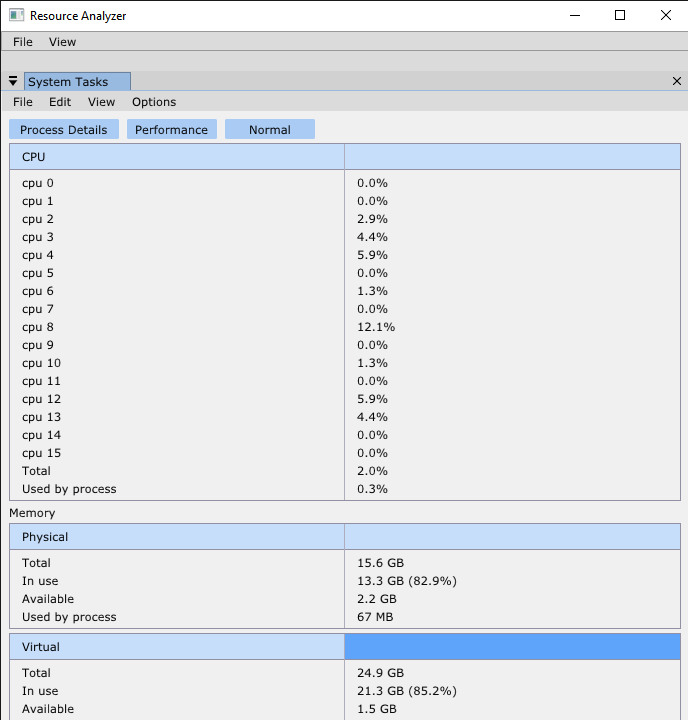 Resource Analyzer
File View
System Tasks
File Edit View Options
Process Details Performance Normal
CPU
cpu 0 0.0%
cpu 1 0.0%
cpu 2 2.9%
cpu 3 4.4%
cpu 4 5.9%
cpu 5 0.0%
cpu 6 1.3%
cpu 7 0.0%
cpu 8 12.1%
cpu 9 0.0%
cpu 10 1.3%
cpu 11 0.0%
cpu 12 5.9%
cpu 13 4.4%
cpu 14 0.0%
cpu 15 0.0%
Total 2.0%
Used by process 0.3%
Memory
Physical
Total 15.6 GB
In use 13.3 GB (82.9%)
Available 2.2 GB
Used by process 67 MB
Virtual
Total 24.9 GB
In use 21.3 GB (85.2%)
Available 1.5 GB